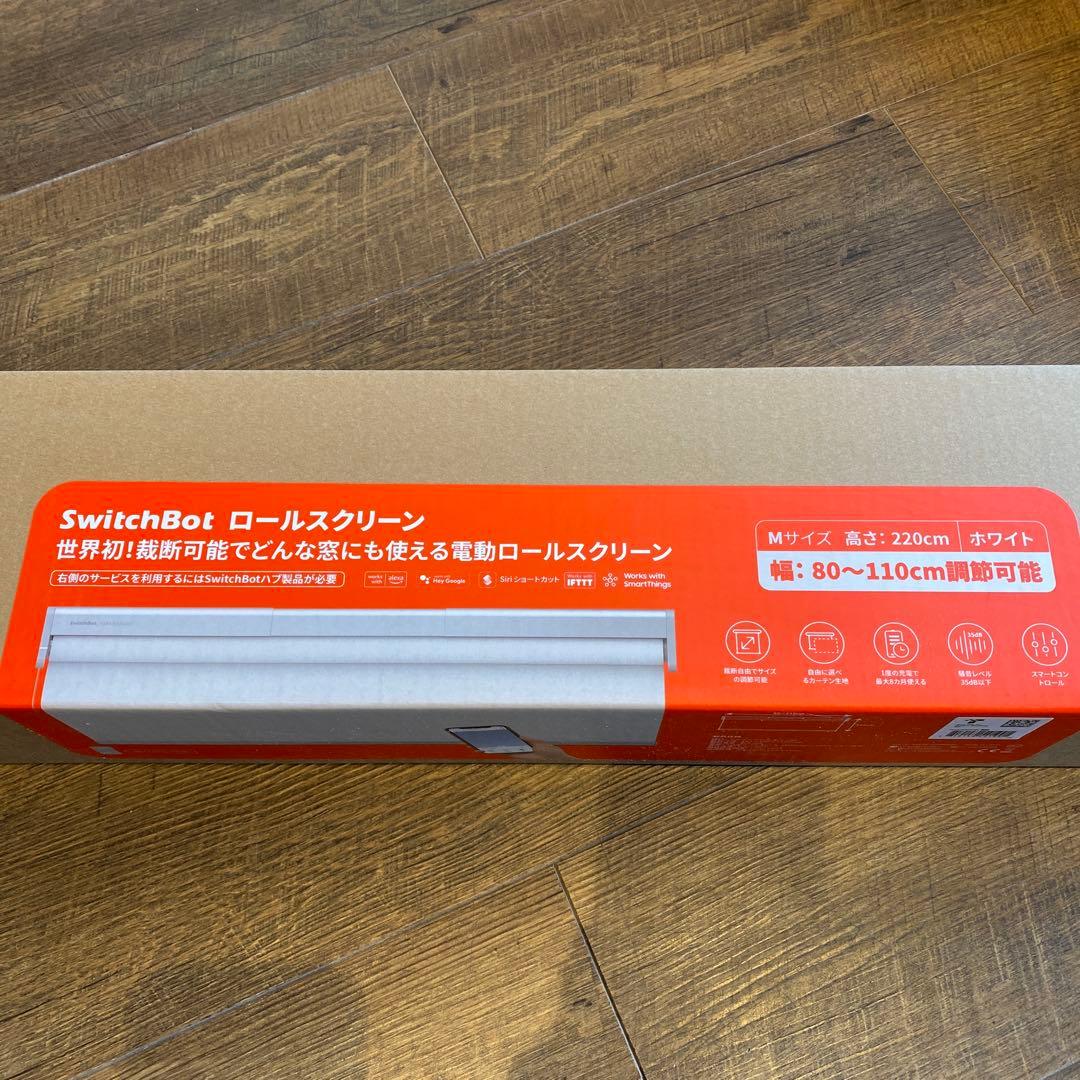 SwitchBot ロールスクリーン
世界初!裁断可能でどんな窓にも使える電動ロールスクリーン
右側のサービスを利用するにはSwitchBotハブ製品が必要
works with alexa
Hey Google
Siri ショートカット
Works with IFTTT
Works with SmartThings
Mサイズ 高さ: 220cm ホワイト
幅: 80〜110cm調節可能
SwitchBot
裁断自由でサイズ
の調節可能
自由に選べ
るカーテン生地
1度の充電で
最大8カ月使える
35dB
騒音レベル
35dB以下
スマートコン
トロール